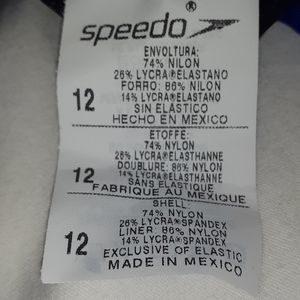 speedo®
ENVOLTURA:
74% NILON
26% LYCRA®ELASTANO
FORRO: 86% NILON
12 14% LYCRA®ELASTANO
SIN ELASTICO
HECHO EN MEXICO
ETOFFE:
74% NYLON
26% LYCRA®ELASTHANNE
DOUBLURE: 86% NYLON
12 14% LYCRA®ELASTHANNE
SANS ELASTIQUE
FABRIQUE AU MEXIQUE
SHELL:
74% NYLON
26% LYCRA®SPANDEX
LINER: 86% NYLON
12 14% LYCRA®SPANDEX
EXCLUSIVE OF ELASTIC
MADE IN MEXICO